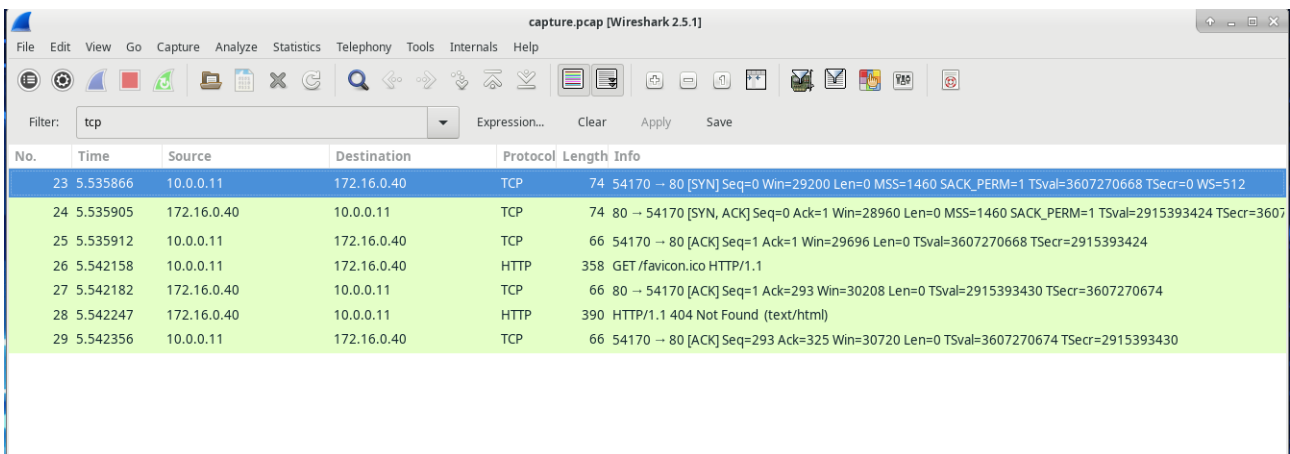 capture.pcap [Wireshark 2.5.1]
File Edit View Go Capture Analyze Statistics Telephony Tools Internals Help
Filter: tcp Expression... Clear Apply Save
No. Time Source Destination Protocol Length Info
23 5.535866 10.0.0.11 172.16.0.40 TCP 74 54170 → 80 [SYN] Seq=0 Win=29200 Len=0 MSS=1460 SACK_PERM=1 TSval=3607270668 TSecr=0 WS=512
24 5.535905 172.16.0.40 10.0.0.11 TCP 74 80 → 54170 [SYN, ACK] Seq=0 Ack=1 Win=28960 Len=0 MSS=1460 SACK_PERM=1 TSval=2915393424 TSecr=3607
25 5.535912 10.0.0.11 172.16.0.40 TCP 66 54170 → 80 [ACK] Seq=1 Ack=1 Win=29696 Len=0 TSval=3607270668 TSecr=2915393424
26 5.542158 10.0.0.11 172.16.0.40 HTTP 358 GET /favicon.ico HTTP/1.1
27 5.542182 172.16.0.40 10.0.0.11 TCP 66 80 → 54170 [ACK] Seq=1 Ack=293 Win=30208 Len=0 TSval=2915393430 TSecr=3607270674
28 5.542247 172.16.0.40 10.0.0.11 HTTP 390 HTTP/1.1 404 Not Found (text/html)
29 5.542356 10.0.0.11 172.16.0.40 TCP 66 54170 → 80 [ACK] Seq=293 Ack=325 Win=30720 Len=0 TSval=3607270674 TSecr=2915393430